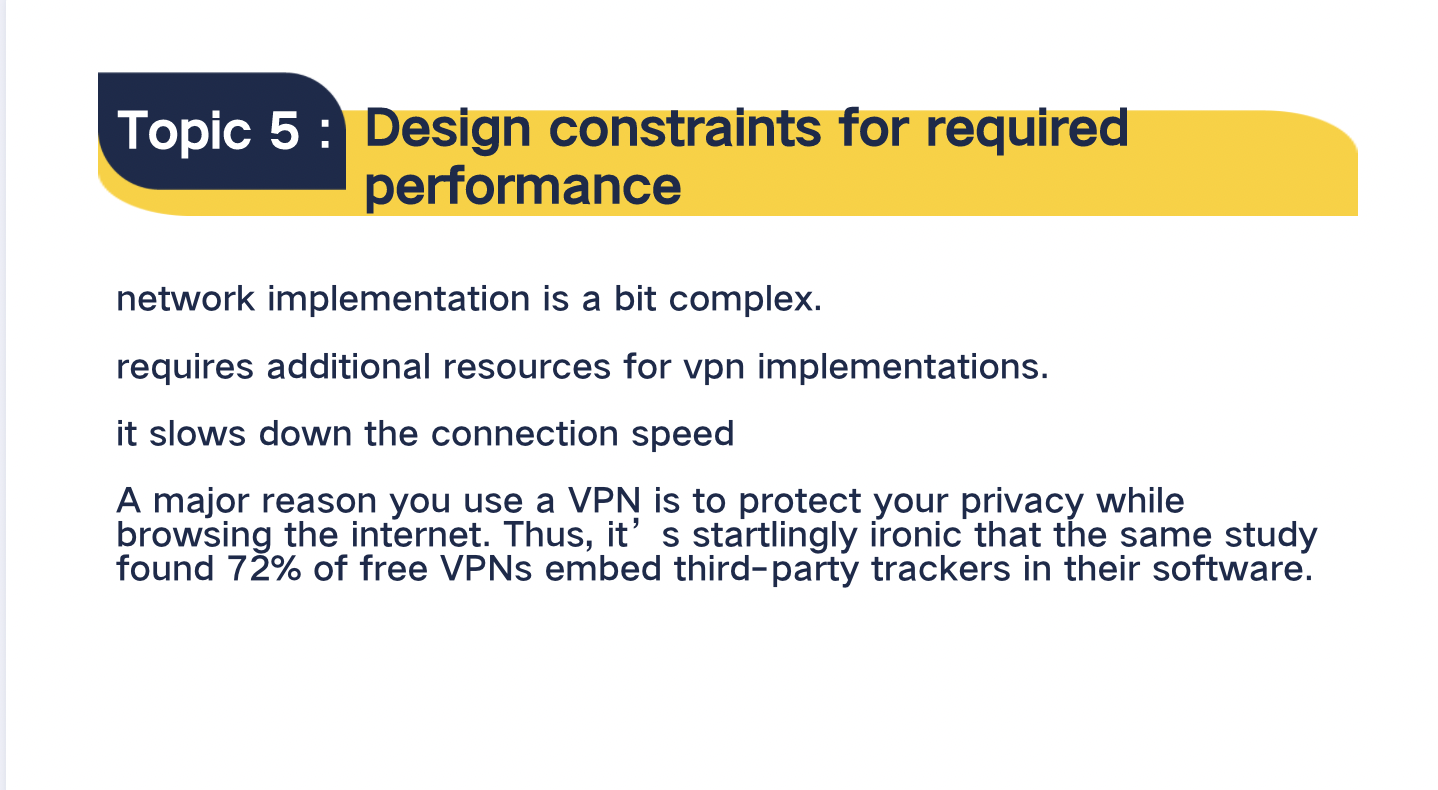 Topic 5 :
Design constraints for required
performance
network implementation is a bit complex.
requires additional resources for vpn implementations.
it slows down the connection speed
A major reason you use a VPN is to protect your privacy while
browsing the internet. Thus, it’ s startlingly ironic that the same study
found 72% of free VPNs embed third-party trackers in their software.